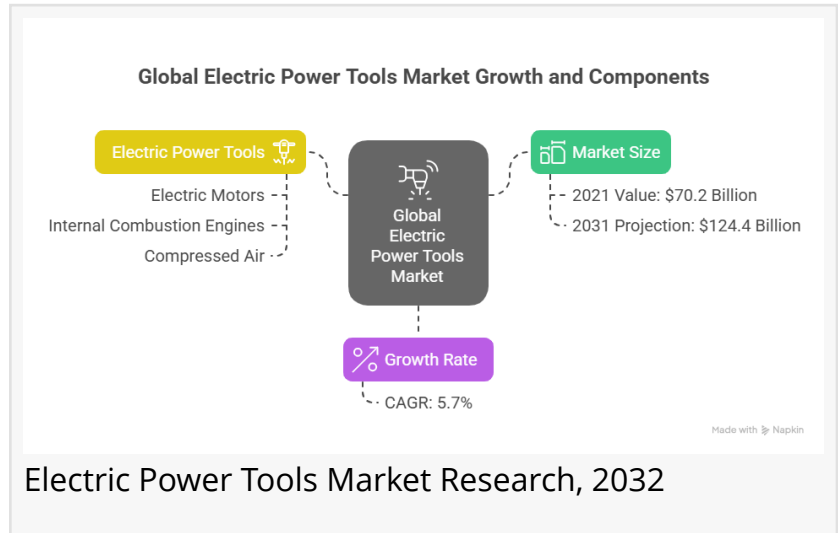 Global Electric Power Tools Market Growth and Components
Electric Power Tools
Electric Motors
Internal Combustion Engines
Compressed Air
Global
Electric
Power Tools
Market
Market Size
2021 Value: $70.2 Billion
2031 Projection: $124.4 Billion
Growth Rate
CAGR: 5.7%
Made with Napkin
Electric Power Tools Market Research, 2032